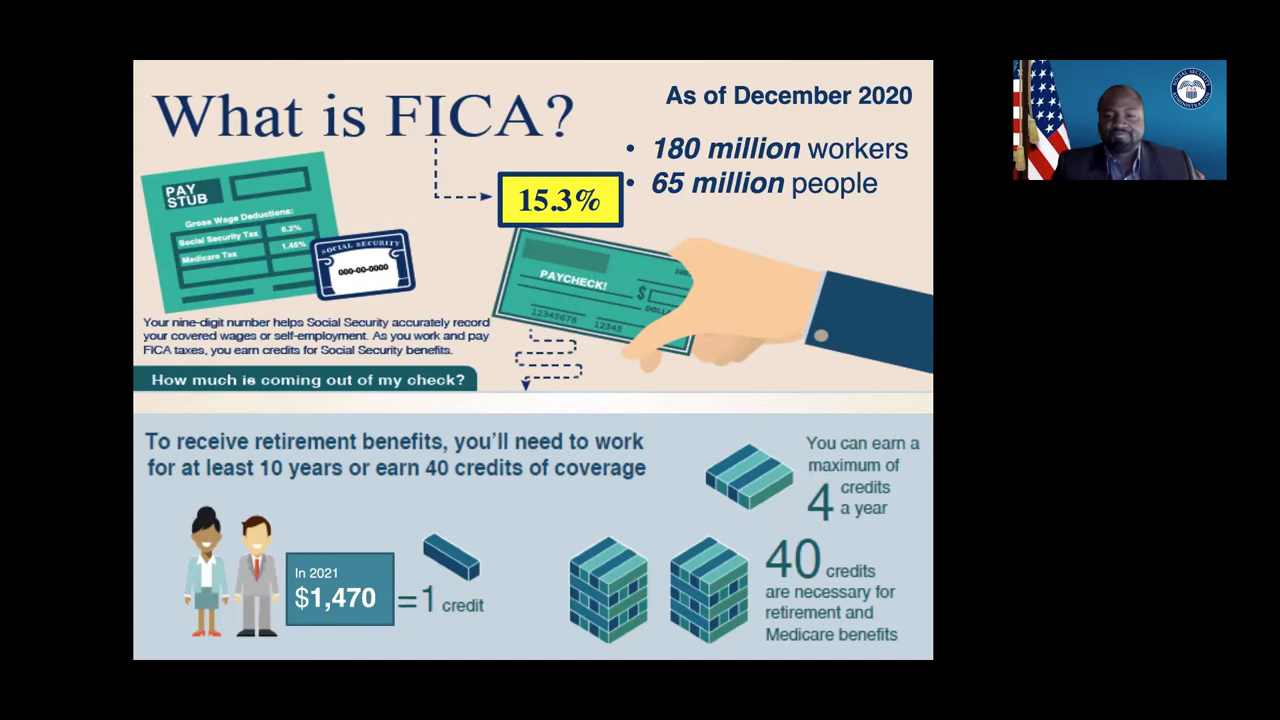 What is FICA?
As of December 2020
• 180 million workers
• 65 million people
15.3%
PAY
STUB
Gross Wage Deductions:
Social Security Tax 6.2%
Medicare Tax 1.45%
SOCIAL SECURITY
000-00-0000
PAYCHECK!
$
12345678 12345
Your nine-digit number helps Social Security accurately record
your covered wages or self-employment. As you work and pay
FICA taxes, you earn credits for Social Security benefits.
How much is coming out of my check?
To receive retirement benefits, you'll need to work
for at least 10 years or earn 40 credits of coverage
You can earn a
maximum of
4 credits
a year
In 2021
$1,470
=1 credit
40 credits
are necessary for
retirement and
Medicare benefits
SOCIAL SECURITY
ADMINISTRATION